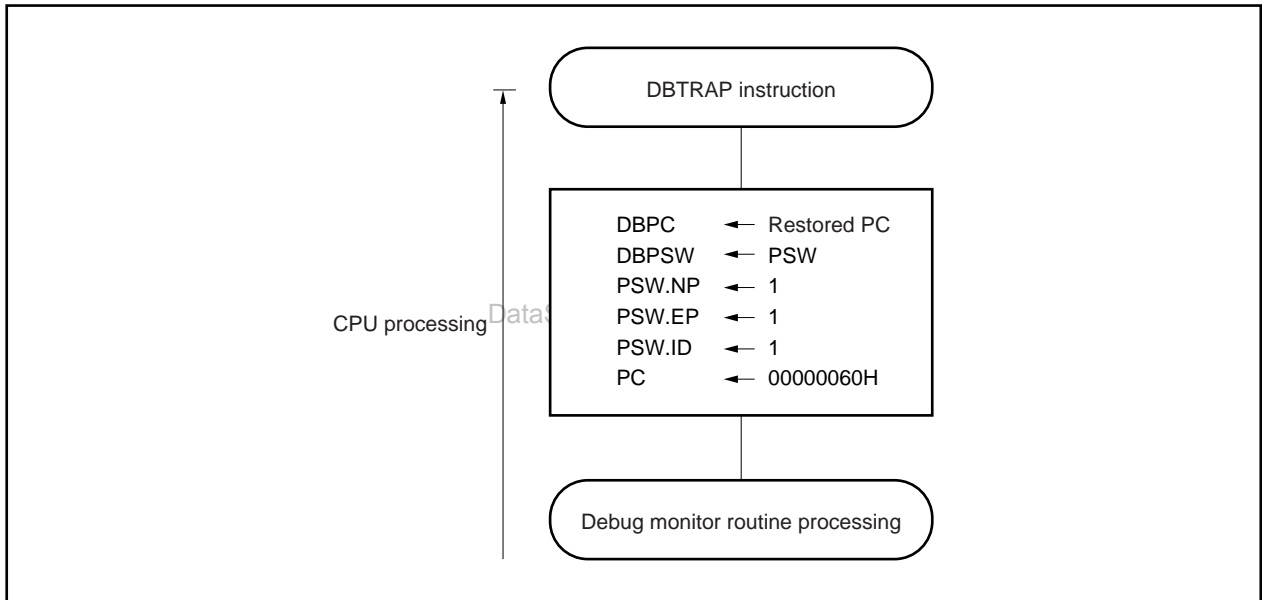 DBTRAP instruction
DBPC ← Restored PC
DBPSW ← PSW
PSW.NP ← 1
PSW.EP ← 1
PSW.ID ← 1
PC ← 00000060H
CPU processing
Debug monitor routine processing